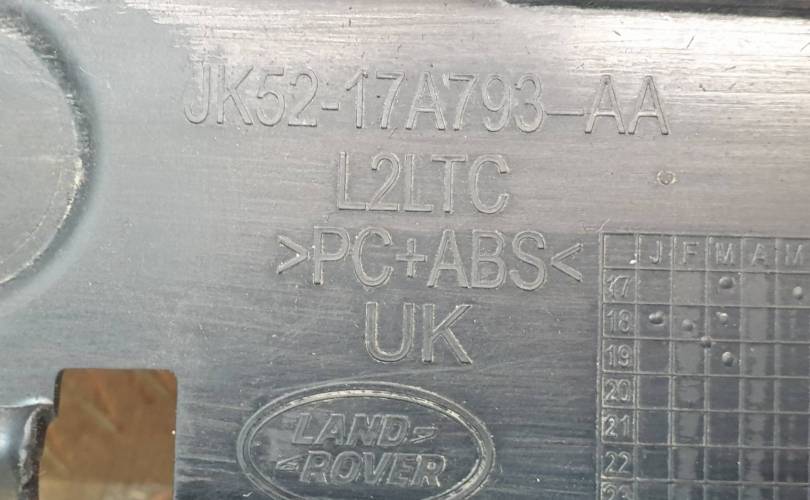 JK52-17A793-AA
L2LTC
>PC+ABS<
UK
LAND
ROVER
J F M A M
17
18
19
20
21
22